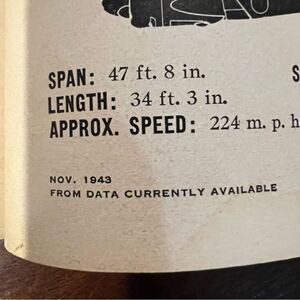 SPAN: 47 ft. 8 in.
S
LENGTH: 34 ft. 3 in.
APPROX. SPEED: 224 m. p. h
NOV. 1943
FROM DATA CURRENTLY AVAILABLE